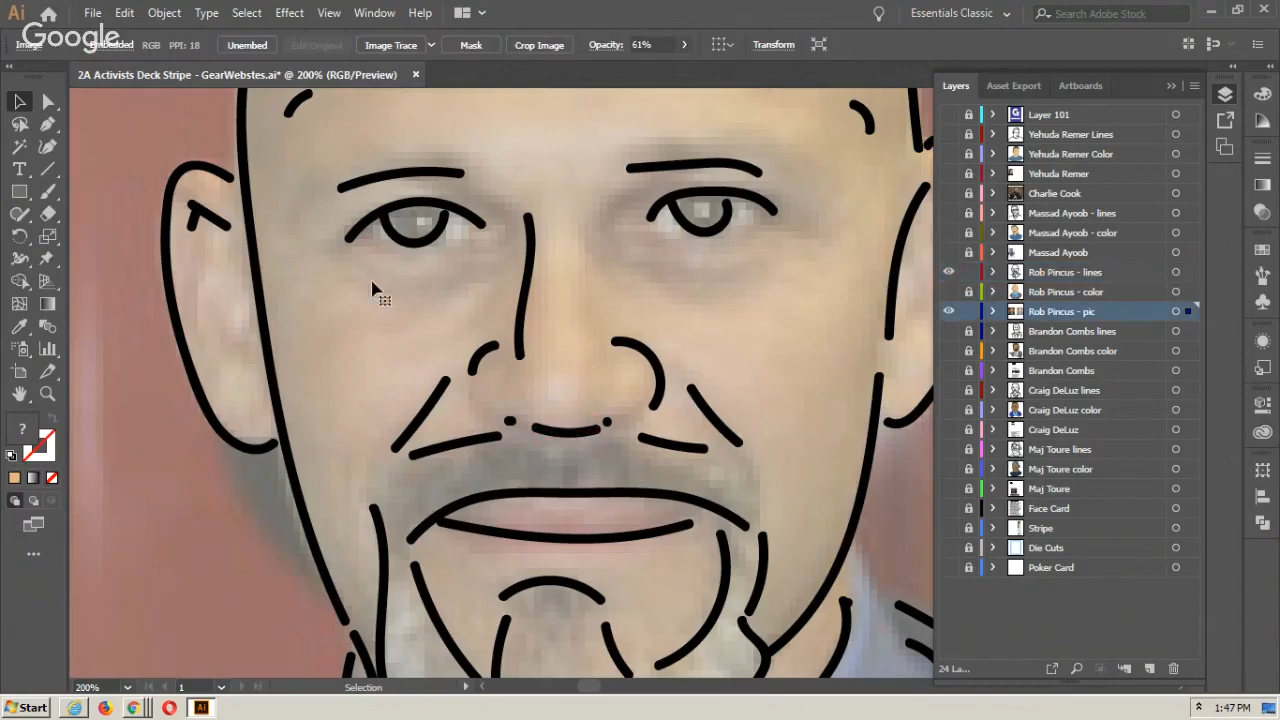 Ai File Edit Object Type Select Effect View Window Help Essentials Classic Search Adobe Stock
Google
Image Embedded RGB PPI: 18 Unembed Edit Original Image Trace Mask Crop Image Opacity: 61% Transform
2A Activists Deck Stripe - GearWebstes.ai* @ 200% (RGB/Preview) ×
Layers Asset Export Artboards
Layer 101
Yehuda Remer Lines
Yehuda Remer Color
Yehuda Remer
Charlie Cook
Massad Ayoob - lines
Massad Ayoob - color
Massad Ayoob
Rob Pincus - lines
Rob Pincus - color
Rob Pincus - pic
Brandon Combs lines
Brandon Combs color
Brandon Combs
Craig DeLuz lines
Craig DeLuz color
Craig DeLuz
Maj Toure lines
Maj Toure color
Maj Toure
Face Card
Stripe
Die Cuts
Poker Card
?
24 La...
200% 1 Selection
Start Ai 1:47 PM